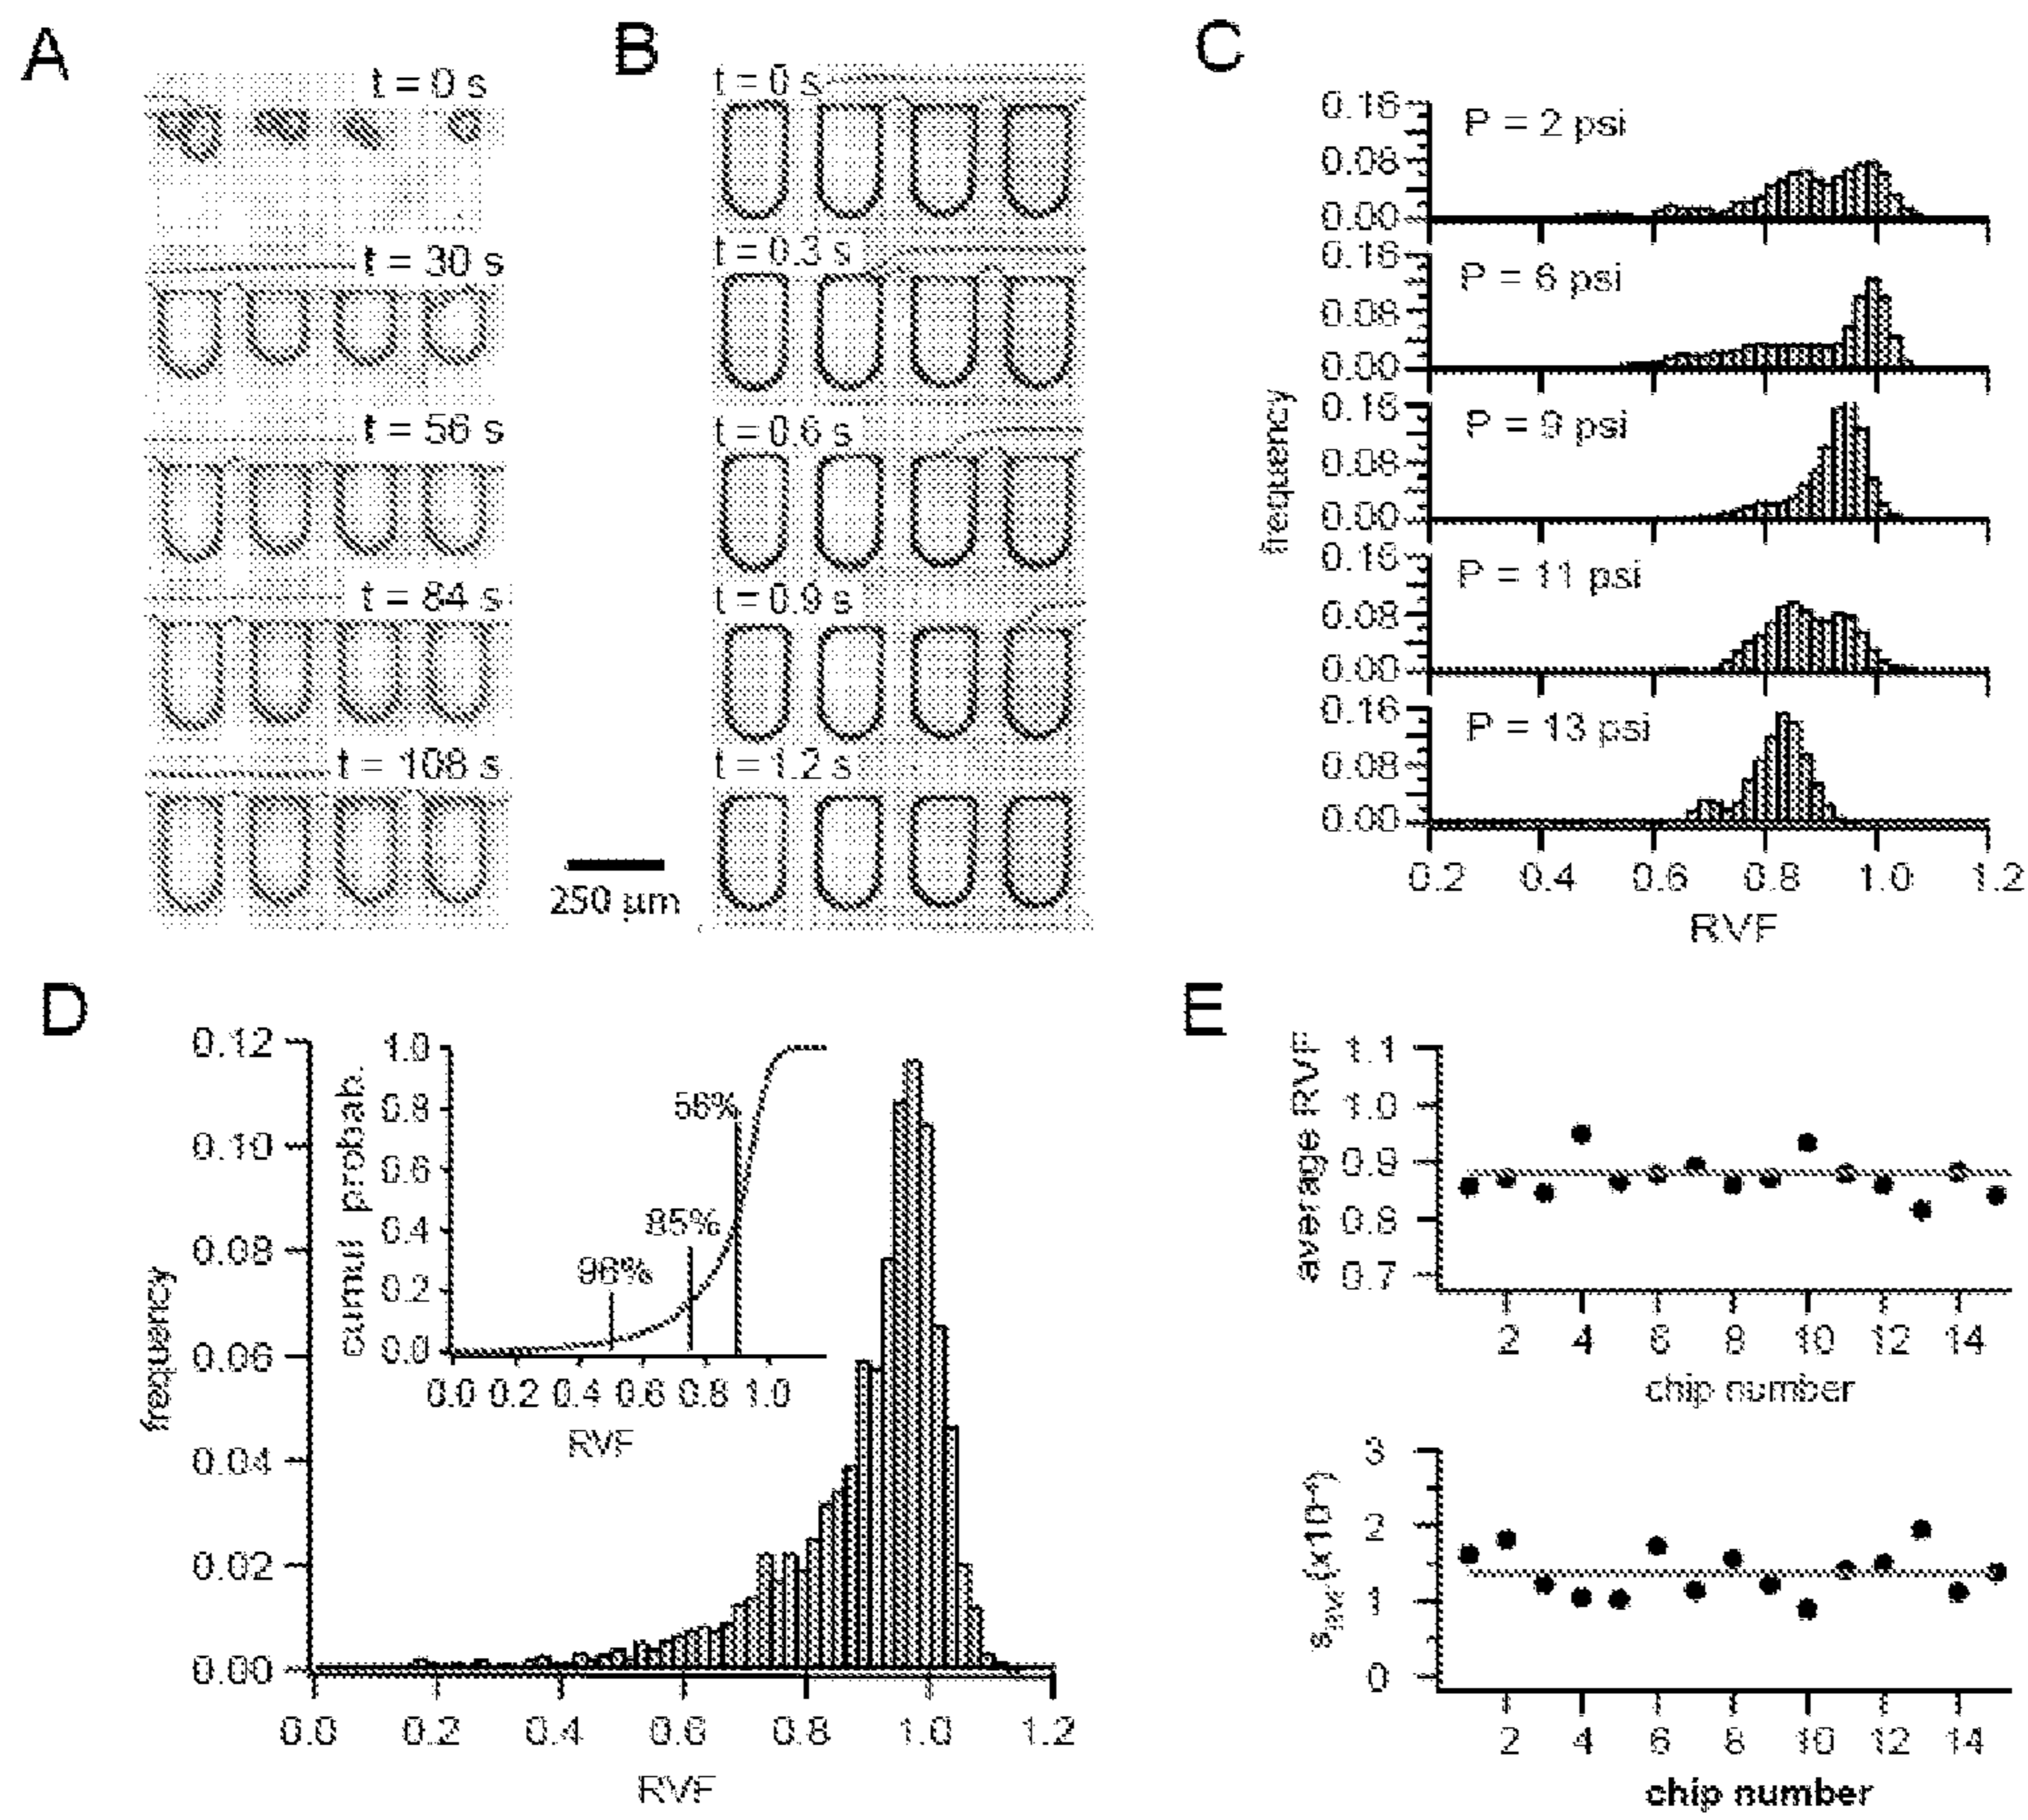 A
t = 0 s
t = 30 s
t = 56 s
t = 84 s
t = 108 s
250 µm
B
t = 0 s
t = 0.3 s
t = 0.6 s
t = 0.9 s
t = 1.2 s
C
frequency
0.16
P = 2 psi
0.08
0.00
0.16
P = 6 psi
0.08
0.00
0.16
P = 9 psi
0.08
0.00
0.16
P = 11 psi
0.08
0.00
0.16
P = 13 psi
0.08
0.00
0.2 0.4 0.6 0.8 1.0 1.2
RVF
D
frequency
0.12
0.10
0.08
0.06
0.04
0.02
0.00
0.0 0.2 0.4 0.6 0.8 1.0 1.2
RVF
cumul probab.
1.0
0.8
0.6
0.4
0.2
0.0
56%
85%
96%
0.0 0.2 0.4 0.6 0.8 1.0
RVF
E
average RVF
1.1
1.0
0.9
0.8
0.7
2 4 6 8 10 12 14
chip number
(x10⁻¹)
3
2
1
0
2 4 6 8 10 12 14
chip number